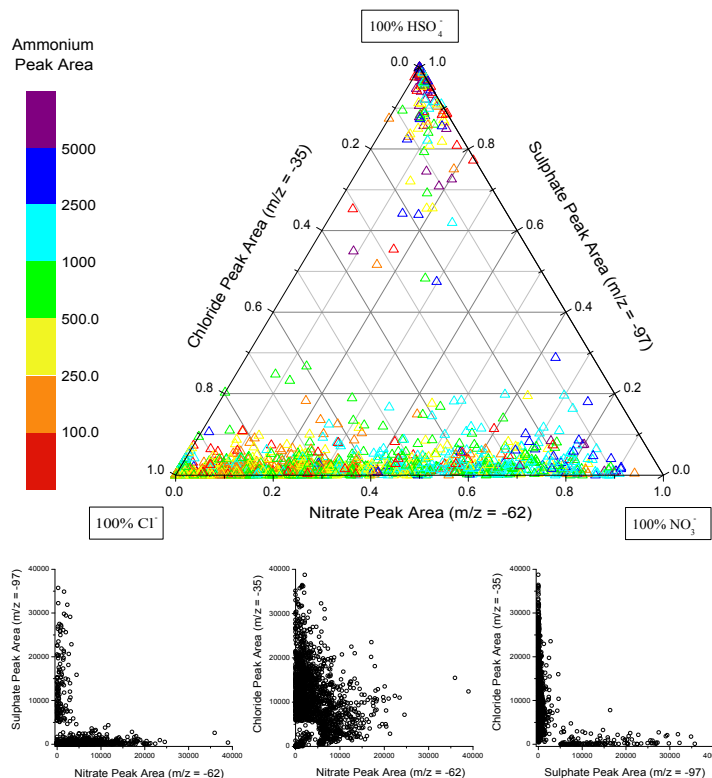 100% HSO₄⁻
Ammonium
Peak Area
5000
2500
1000
500.0
250.0
100.0
0.0 1.0
0.2 0.8
0.4 0.6
0.6 0.4
0.8 0.2
1.0 0.0
0.0 0.2 0.4 0.6 0.8 1.0
Chloride Peak Area (m/z = -35)
Sulphate Peak Area (m/z = -97)
Nitrate Peak Area (m/z = -62)
100% Cl⁻
100% NO₃⁻
Sulphate Peak Area (m/z = -97)
40000
30000
20000
10000
0
0 10000 20000 30000 40000
Nitrate Peak Area (m/z = -62)
Chloride Peak Area (m/z = -35)
40000
30000
20000
10000
0
0 10000 20000 30000 40000
Nitrate Peak Area (m/z = -62)
Chloride Peak Area (m/z = -35)
40000
30000
20000
10000
0
0 10000 20000 30000
Sulphate Peak Area (m/z = -97)